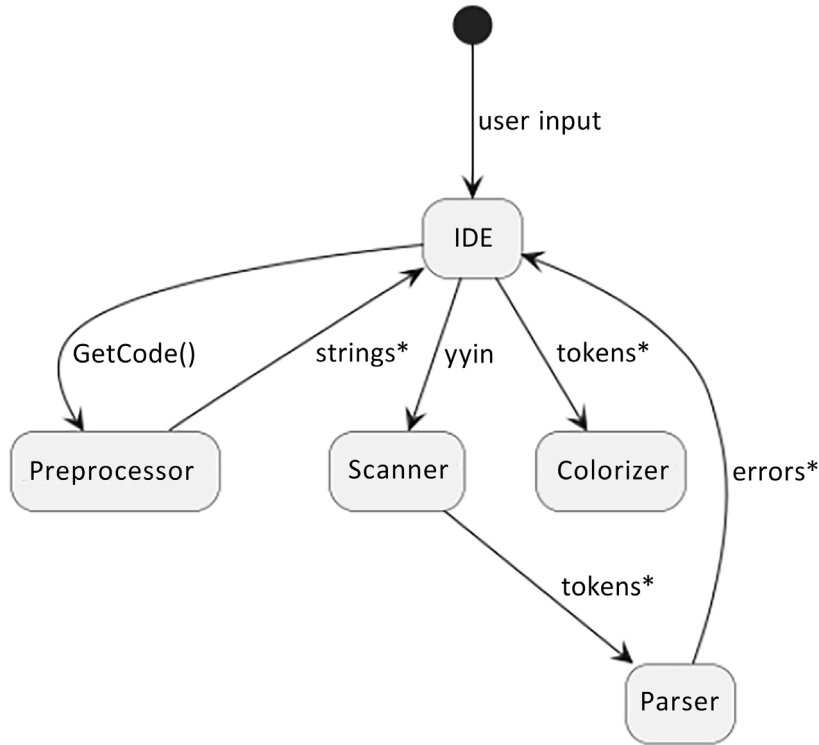 user input
IDE
GetCode()
strings*
yyin
tokens*
Preprocessor
Scanner
Colorizer
errors*
tokens*
Parser